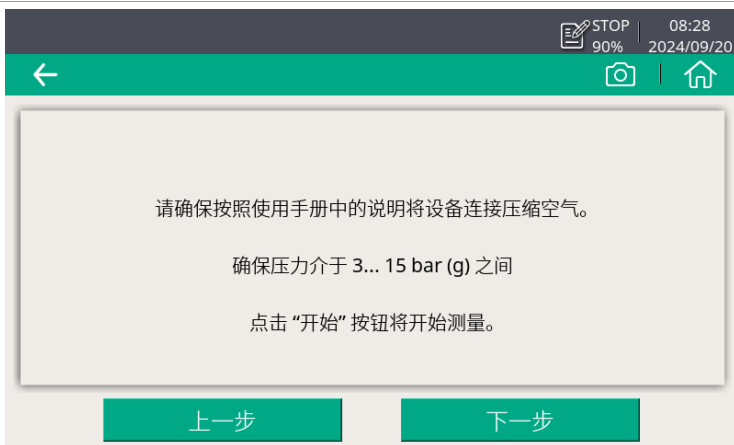 STOP 08:28
90% 2024/09/20
请确保按照使用手册中的说明将设备连接压缩空气。
确保压力介于 3... 15 bar (g) 之间
点击 “开始” 按钮将开始测量。
上一步 下一步